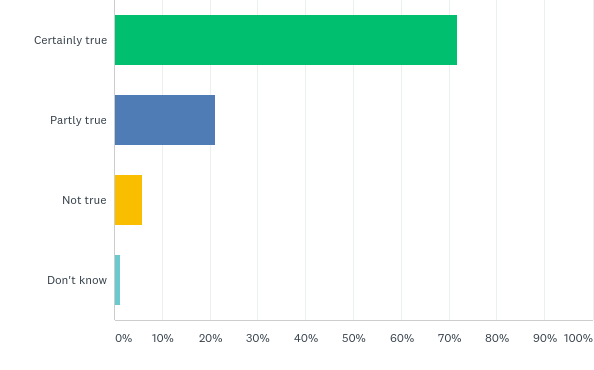 Certainly true
Partly true
Not true
Don't know
0% 10% 20% 30% 40% 50% 60% 70% 80% 90% 100%